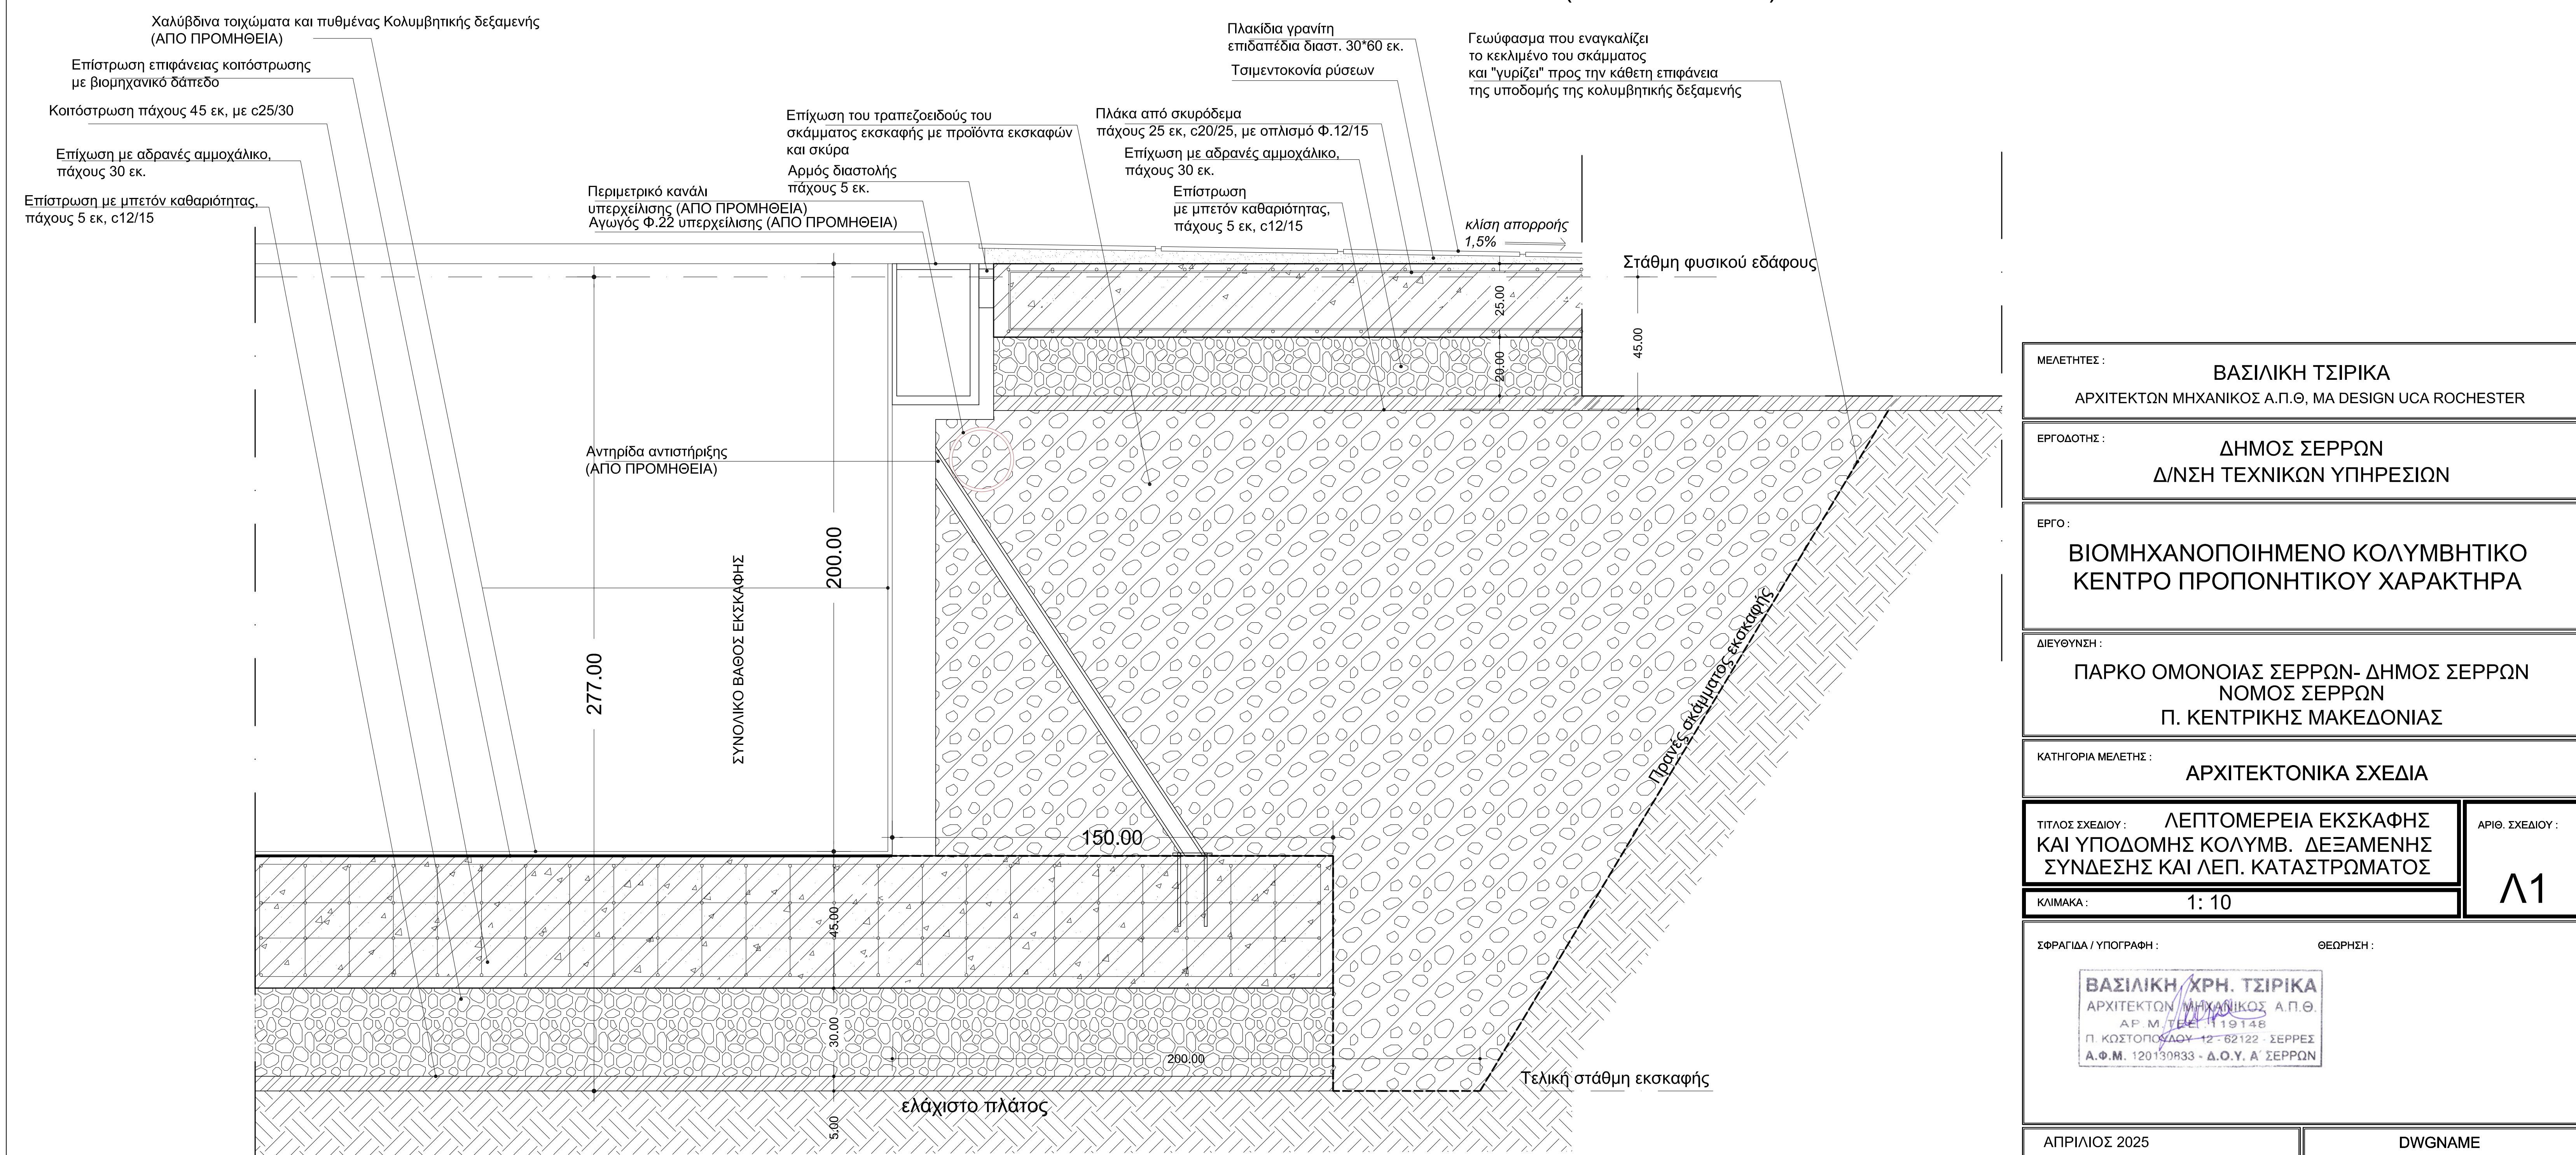 Χαλύβδινα τοιχώματα και πυθμένας Κολυμβητικής δεξαμενής
(ΑΠΟ ΠΡΟΜΗΘΕΙΑ)
Επίστρωση επιφάνειας κοιτόστρωσης
με βιομηχανικό δάπεδο
Κοιτόστρωση πάχους 45 εκ, με c25/30
Επίχωση με αδρανές αμμοχάλικο,
πάχους 30 εκ.
Επίστρωση με μπετόν καθαριότητας,
πάχους 5 εκ, c12/15
Περιμετρικό κανάλι
υπερχείλισης (ΑΠΟ ΠΡΟΜΗΘΕΙΑ)
Αγωγός Φ.22 υπερχείλισης (ΑΠΟ ΠΡΟΜΗΘΕΙΑ)
Επίχωση του τραπεζοειδούς του
σκάμματος εκσκαφής με προϊόντα εκσκαφών
και σκύρα
Αρμός διαστολής
πάχους 5 εκ.
Πλακίδια γρανίτη
επιδαπέδια διαστ. 30*60 εκ.
Τσιμεντοκονία ρύσεων
Πλάκα από σκυρόδεμα
πάχους 25 εκ, c20/25, με οπλισμό Φ.12/15
Επίχωση με αδρανές αμμοχάλικο,
πάχους 30 εκ.
Επίστρωση
με μπετόν καθαριότητας,
πάχους 5 εκ, c12/15
Γεωύφασμα που εναγκαλίζει
το κεκλιμένο του σκάμματος
και "γυρίζει" προς την κάθετη επιφάνεια
της υποδομής της κολυμβητικής δεξαμενής
κλίση απορροής
1,5%
Στάθμη φυσικού εδάφους
25.00
20.00
45.00
Αντηρίδα αντιστήριξης
(ΑΠΟ ΠΡΟΜΗΘΕΙΑ)
277.00
ΣΥΝΟΛΙΚΟ ΒΑΘΟΣ ΕΚΣΚΑΦΗΣ
200.00
150.00
Πρανές σκάμματος εκσκαφής
45.00
30.00
200.00
5.00
ελάχιστο πλάτος
Τελική στάθμη εκσκαφής
ΜΕΛΕΤΗΤΕΣ :
ΒΑΣΙΛΙΚΗ ΤΣΙΡΙΚΑ
ΑΡΧΙΤΕΚΤΩΝ ΜΗΧΑΝΙΚΟΣ Α.Π.Θ, MA DESIGN UCA ROCHESTER
ΕΡΓΟΔΟΤΗΣ :
ΔΗΜΟΣ ΣΕΡΡΩΝ
Δ/ΝΣΗ ΤΕΧΝΙΚΩΝ ΥΠΗΡΕΣΙΩΝ
ΕΡΓΟ :
ΒΙΟΜΗΧΑΝΟΠΟΙΗΜΕΝΟ ΚΟΛΥΜΒΗΤΙΚΟ
ΚΕΝΤΡΟ ΠΡΟΠΟΝΗΤΙΚΟΥ ΧΑΡΑΚΤΗΡΑ
ΔΙΕΥΘΥΝΣΗ :
ΠΑΡΚΟ ΟΜΟΝΟΙΑΣ ΣΕΡΡΩΝ- ΔΗΜΟΣ ΣΕΡΡΩΝ
ΝΟΜΟΣ ΣΕΡΡΩΝ
Π. ΚΕΝΤΡΙΚΗΣ ΜΑΚΕΔΟΝΙΑΣ
ΚΑΤΗΓΟΡΙΑ ΜΕΛΕΤΗΣ :
ΑΡΧΙΤΕΚΤΟΝΙΚΑ ΣΧΕΔΙΑ
ΤΙΤΛΟΣ ΣΧΕΔΙΟΥ : ΛΕΠΤΟΜΕΡΕΙΑ ΕΚΣΚΑΦΗΣ
ΚΑΙ ΥΠΟΔΟΜΗΣ ΚΟΛΥΜΒ. ΔΕΞΑΜΕΝΗΣ
ΣΥΝΔΕΣΗΣ ΚΑΙ ΛΕΠ. ΚΑΤΑΣΤΡΩΜΑΤΟΣ
ΑΡΙΘ. ΣΧΕΔΙΟΥ :
Λ1
ΚΛΙΜΑΚΑ : 1: 10
ΣΦΡΑΓΙΔΑ / ΥΠΟΓΡΑΦΗ :
ΘΕΩΡΗΣΗ :
ΒΑΣΙΛΙΚΗ ΧΡΗ. ΤΣΙΡΙΚΑ
ΑΡΧΙΤΕΚΤΩΝ ΜΗΧΑΝΙΚΟΣ Α.Π.Θ.
ΑΡ.Μ.ΤΕΕ.:119148
Π. ΚΩΣΤΟΠΟΥΛΟΥ 12 - 62122 - ΣΕΡΡΕΣ
Α.Φ.Μ. 120130833 - Δ.Ο.Υ. Α' ΣΕΡΡΩΝ
ΑΠΡΙΛΙΟΣ 2025
DWGNAME